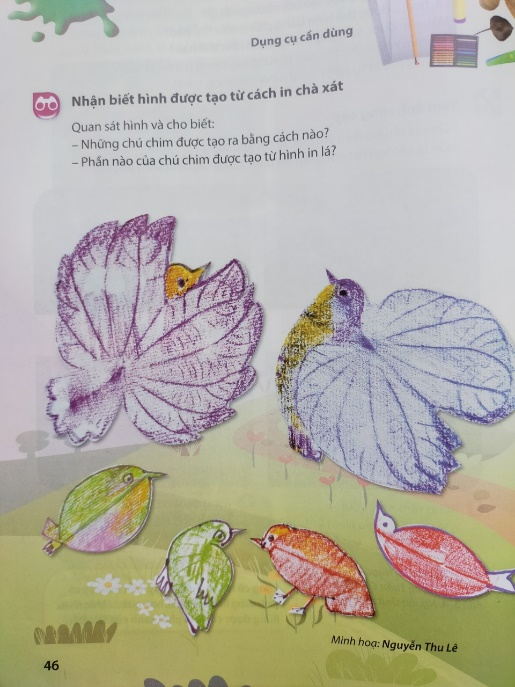 Dụng cụ cần dùng
Nhận biết hình được tạo từ cách in chà xát
Quan sát hình và cho biết:
– Những chú chim được tạo ra bằng cách nào?
– Phần nào của chú chim được tạo từ hình in lá?
Minh hoạ: Nguyễn Thu Lê
46